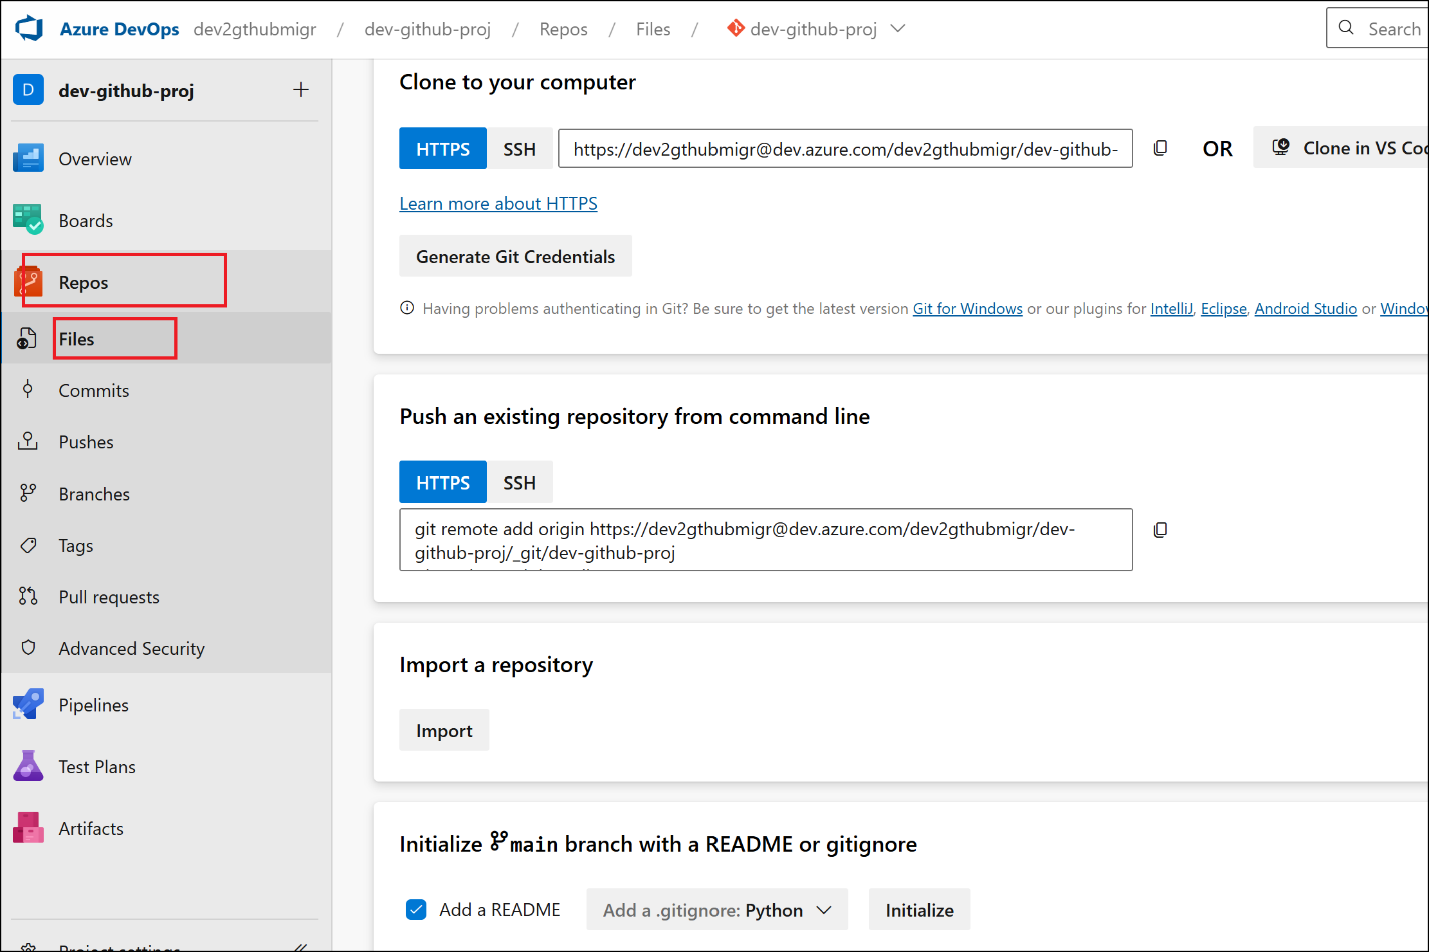 Azure DevOps dev2gthubmigr / dev-github-proj / Repos / Files / dev-github-proj
Search
D dev-github-proj +
Overview
Boards
Repos
Files
Commits
Pushes
Branches
Tags
Pull requests
Advanced Security
Pipelines
Test Plans
Artifacts
Project settings
Clone to your computer
HTTPS SSH https://dev2gthubmigr@dev.azure.com/dev2gthubmigr/dev-github- OR Clone in VS Co
Learn more about HTTPS
Generate Git Credentials
Having problems authenticating in Git? Be sure to get the latest version Git for Windows or our plugins for IntelliJ, Eclipse, Android Studio or Windo
Push an existing repository from command line
HTTPS SSH
git remote add origin https://dev2gthubmigr@dev.azure.com/dev2gthubmigr/dev-
github-proj/_git/dev-github-proj
Import a repository
Import
Initialize main branch with a README or gitignore
Add a README Add a .gitignore: Python Initialize